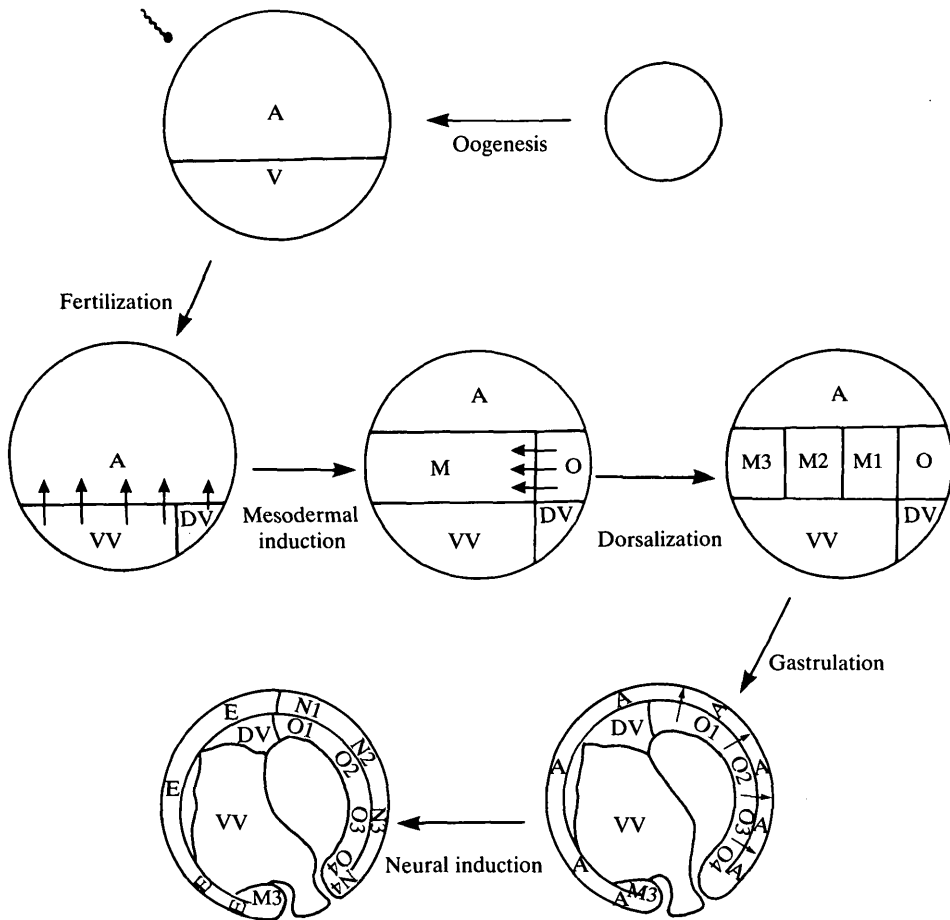 A
V
Oogenesis
Fertilization
A
VV
DV
Mesodermal
induction
A
M
O
VV
DV
Dorsalization
A
M3
M2
M1
O
VV
DV
Gastrulation
A
A
A
A
A
A
A
A
DV
O1
O2
O3
O4
VV
M3
Neural induction
E
E
E
E
N1
N2
N3
N4
DV
O1
O2
O3
O4
VV
M3